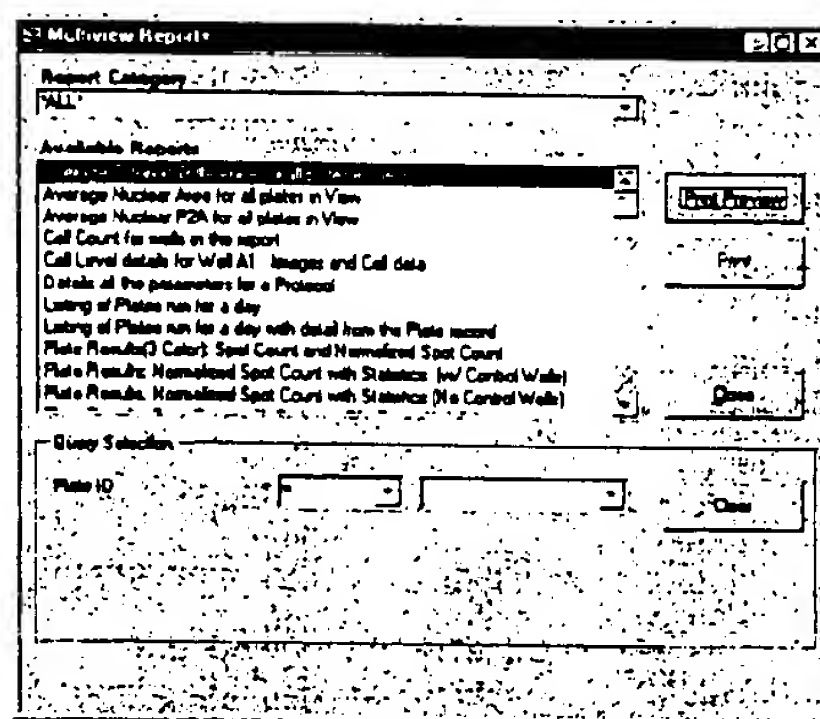 Multiview Reports
Report Category
*ALL*
Available Reports
Average Nuclear Area for all plates in View
Average Nuclear P2A for all plates in View
Cell Count for wells in the report
Cell Level details for Well A1 Images and Cell data
Details all the parameters for a Protocol
Listing of Plates run for a day
Listing of Plates run for a day with detail from the Plate record
Plate Results(3 Color): Spot Count and Normalized Spot Count
Plate Results: Normalized Spot Count with Statistics (w/ Control Wells)
Plate Results: Normalized Spot Count with Statistics (No Control Wells)
Print Preview
Print
Close
Query Selection
Plate ID
=
Clear